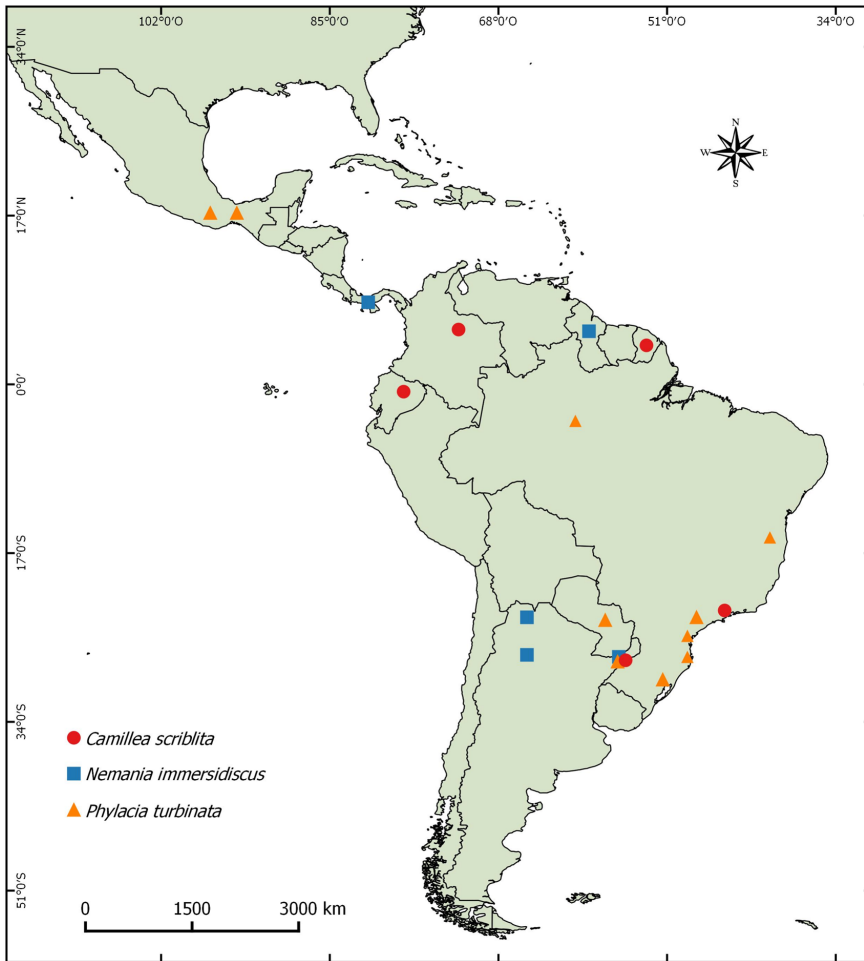 102°0'O 85°0'O 68°0'O 51°0'O 34°0'O
34°0'N
N
W E
S
17°0'N
0°0'
17°0'S
34°0'S
Camillea scriblita
Nemania immersidiscus
Phylacia turbinata
51°0'S
0 1500 3000 km